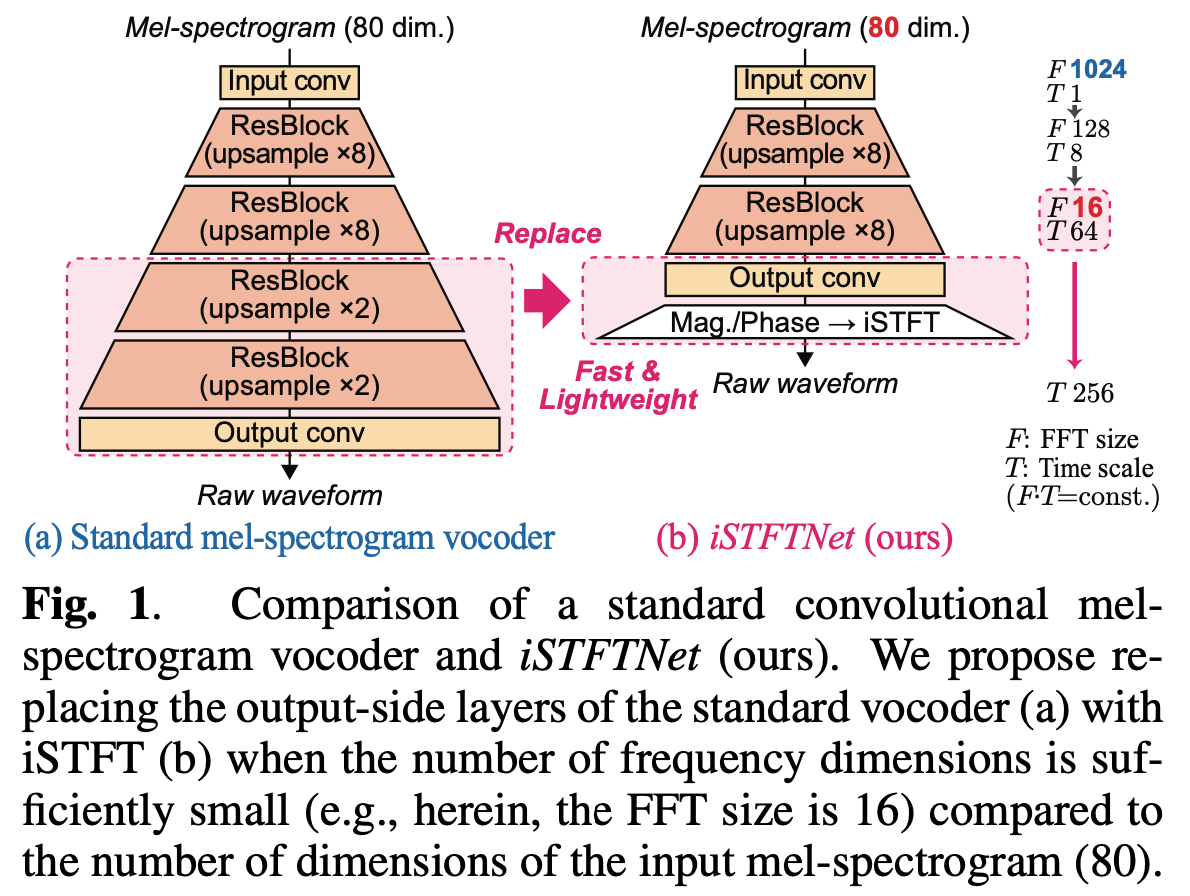 Mel-spectrogram (80 dim.)
Input conv
ResBlock
(upsample ×8)
ResBlock
(upsample ×8)
ResBlock
(upsample ×2)
ResBlock
(upsample ×2)
Output conv
Raw waveform
(a) Standard mel-spectrogram vocoder
Replace
Fast &
Lightweight
Mel-spectrogram (80 dim.)
Input conv
ResBlock
(upsample ×8)
ResBlock
(upsample ×8)
Output conv
Mag./Phase → iSTFT
Raw waveform
(b) iSTFTNet (ours)
F 1024
T 1
F 128
T 8
F 16
T 64
T 256
F: FFT size
T: Time scale
(F·T=const.)
Fig. 1. Comparison of a standard convolutional mel-
spectrogram vocoder and iSTFTNet (ours). We propose re-
placing the output-side layers of the standard vocoder (a) with
iSTFT (b) when the number of frequency dimensions is suf-
ficiently small (e.g., herein, the FFT size is 16) compared to
the number of dimensions of the input mel-spectrogram (80).